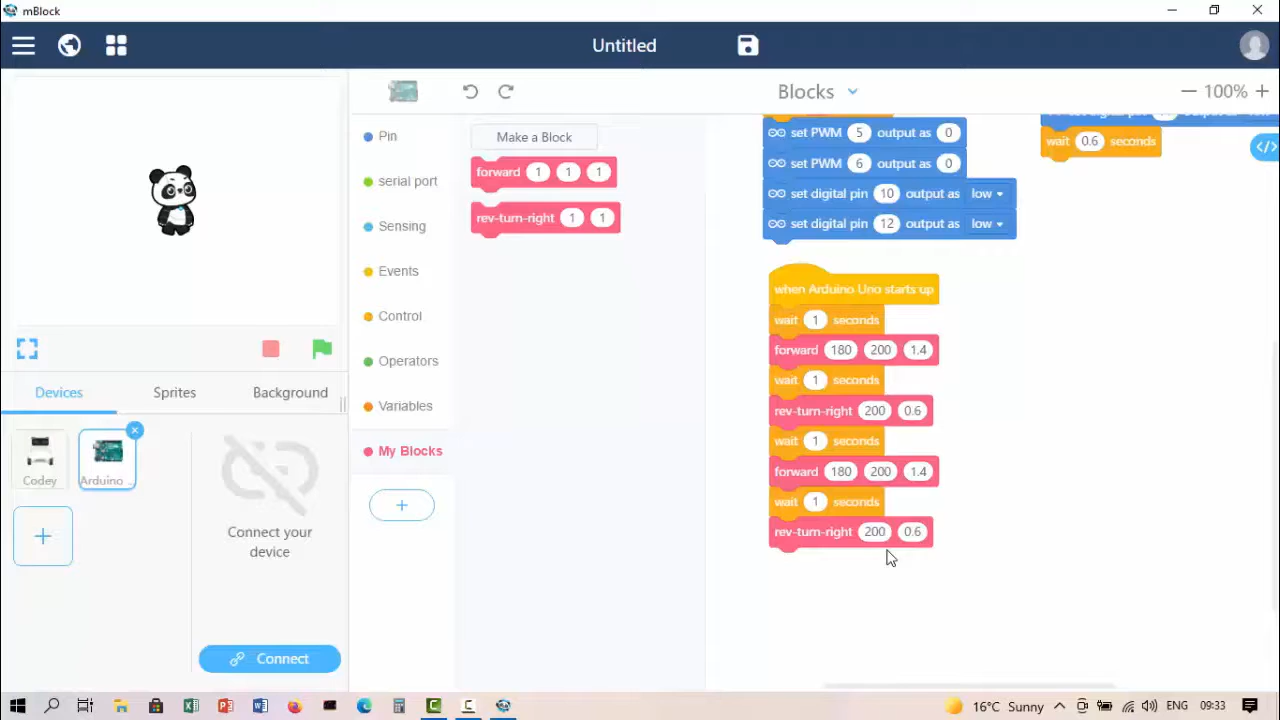 mBlock
Untitled
Blocks
100%
Pin
serial port
Sensing
Events
Control
Operators
Variables
My Blocks
Make a Block
forward 1 1 1
rev-turn-right 1 1
set PWM 5 output as 0
set PWM 6 output as 0
set digital pin 10 output as low
set digital pin 12 output as low
wait 0.6 seconds
when Arduino Uno starts up
wait 1 seconds
forward 180 200 1.4
wait 1 seconds
rev-turn-right 200 0.6
wait 1 seconds
forward 180 200 1.4
wait 1 seconds
rev-turn-right 200 0.6
Devices
Sprites
Background
Codey
Arduino ...
Connect your
device
Connect
16°C Sunny
ENG
09:33